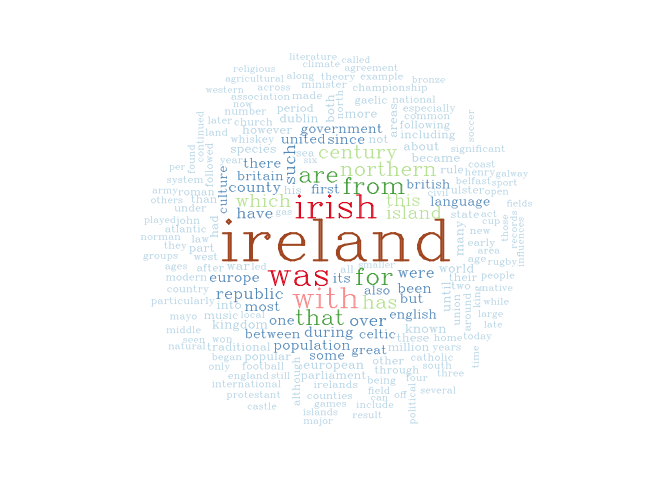 literature
climate called
religious agreement
agricultural along theory example bronze
western across minister championship
association made both north gaelic national
now number period areas especially
later church dublin more common soccer
land however government following
continued whiskey united since not including
found species such century about significant
year sea six became
per followed there are northern rule coast
system culture britain from henry galway
army roman county his first british belfast sport
others than which irish this language civil ulster open
under have gas island state act cup fields
played john had ireland many new those records influences
atlantic
norman law early
they part area
groups west age rugby
ages after war led was all smaller for world their
modern europe its were people
country republic with also been until two native
particularly into most has but union around king while
mayo music local that over english large
middle kingdom one known late
seen won between during celtic these home today
natural traditional population great million years
began popular some other catholic time
only football european through south
england still although parliament being four three
international irelands field several
protestant counties can off political
castle games include
islands result
major